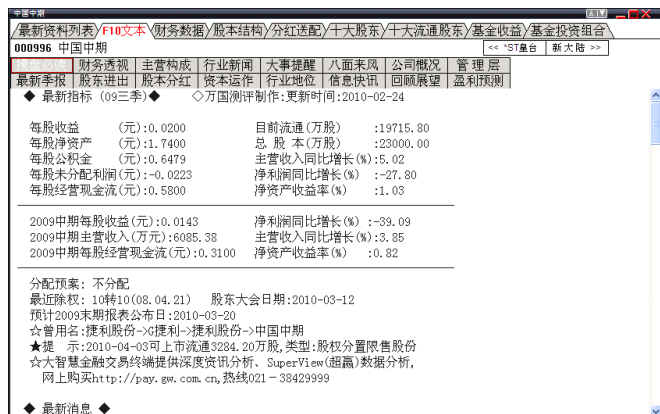 中国中期
最新资料列表 F10文本 财务数据 股本结构 分红送配 十大股东 十大流通股东 基金收益 基金投资组合
000996 中国中期 << *ST皇台 新大陆 >>
操盘必读 财务透视 主营构成 行业新闻 大事提醒 八面来风 公司概况 管理层
最新季报 股东进出 股本分红 资本运作 行业地位 信息快讯 回顾展望 盈利预测
◆ 最新指标 (09三季)◆ ◇万国测评制作:更新时间:2010-02-24
每股收益 (元):0.0200 目前流通(万股) :19715.80
每股净资产 (元):1.7400 总 股 本(万股) :23000.00
每股公积金 (元):0.6479 主营收入同比增长(%):5.02
每股未分配利润(元):-0.0223 净利润同比增长(%) :-27.80
每股经营现金流(元):0.5800 净资产收益率(%) :1.03
2009中期每股收益(元):0.0143 净利润同比增长(%) :-39.09
2009中期主营收入(万元):6085.38 主营收入同比增长(%):3.85
2009中期每股经营现金流(元):0.3100 净资产收益率(%) :0.82
分配预案: 不分配
最近除权: 10转10(08.04.21) 股东大会日期:2010-03-12
预计2009末期报表公布日:2010-03-20
☆曾用名:捷利股份->G捷利->捷利股份->中国中期
★提 示:2010-04-03可上市流通3284.20万股,类型:股权分置限售股份
☆大智慧金融交易终端提供深度资讯分析、SuperView(超赢)数据分析,
网上购买http://pay.gw.com.cn,热线021－38429999
◆ 最新消息 ◆